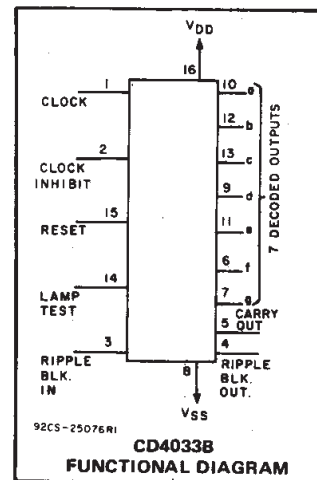 VDD
16
1
CLOCK
2
CLOCK
INHIBIT
15
RESET
14
LAMP
TEST
3
RIPPLE
BLK.
IN
10 a
12 b
13 c
9 d
11 e
6 f
7 g
7 DECODED OUTPUTS
CARRY
OUT
5
4
RIPPLE
BLK.
OUT.
8
VSS
92CS-25076R1
CD4033B
FUNCTIONAL DIAGRAM